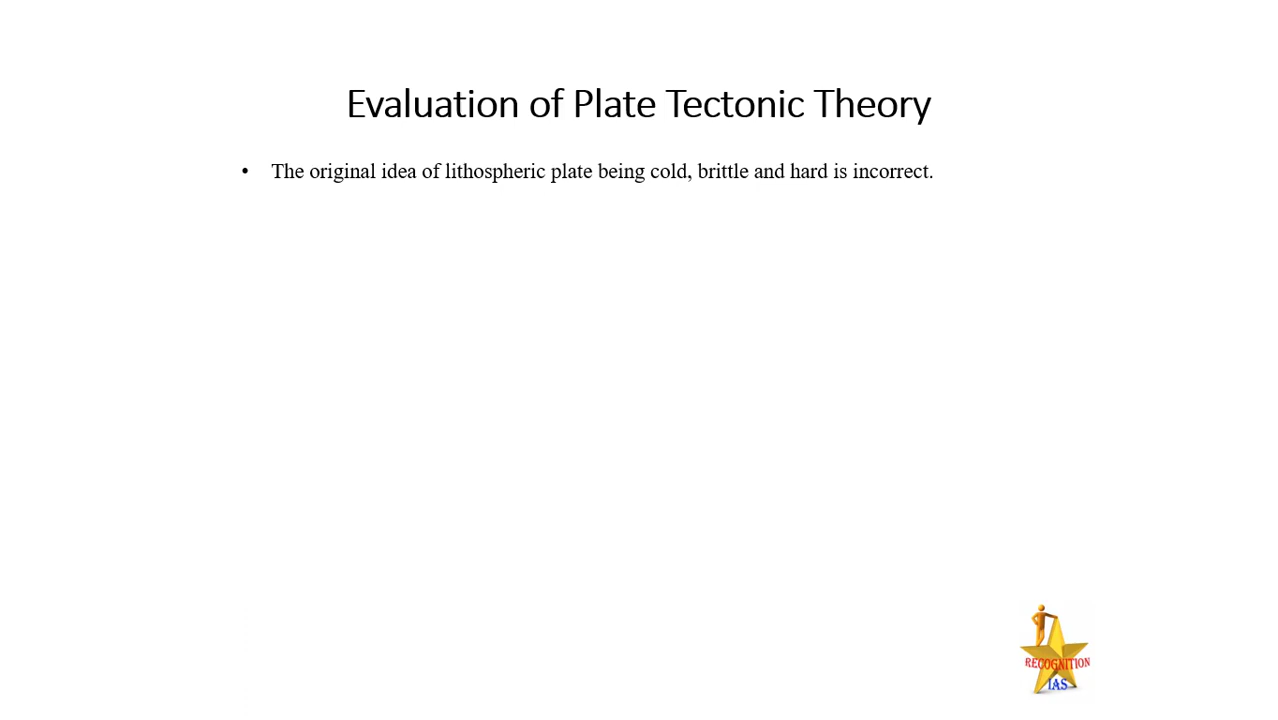 Evaluation of Plate Tectonic Theory
• The original idea of lithospheric plate being cold, brittle and hard is incorrect.
RECOGNITION
IAS